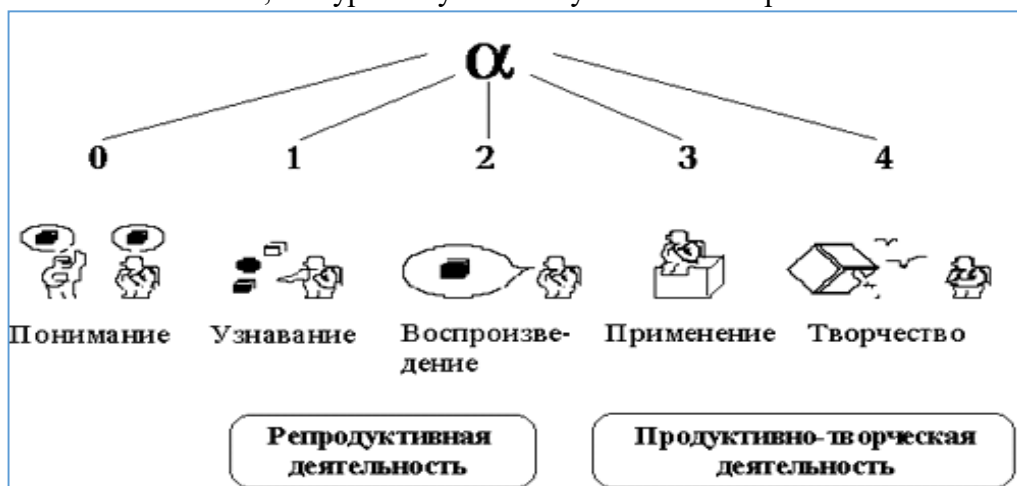 α
0 1 2 3 4
Понимание Узнавание Воспроизве- Применение Творчество
дение
Репродуктивная Продуктивно-творческая
деятельность деятельность